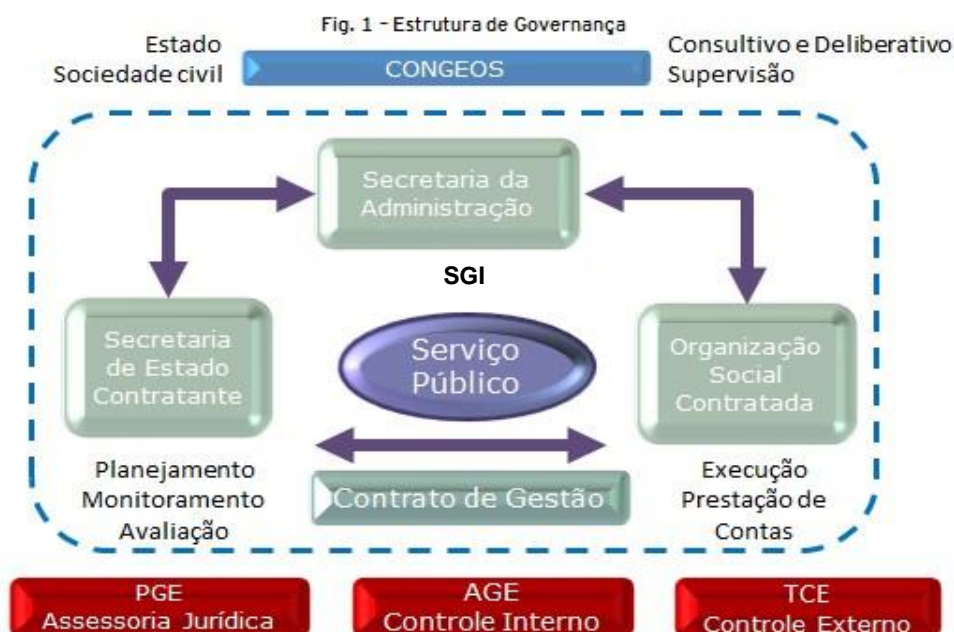 Fig. 1 - Estrutura de Governança
Estado
Sociedade civil
CONGEOS
Consultivo e Deliberativo
Supervisão
Secretaria da
Administração
SGI
Secretaria
de Estado
Contratante
Serviço
Público
Organização
Social
Contratada
Planejamento
Monitoramento
Avaliação
Contrato de Gestão
Execução
Prestação de
Contas
PGE
Assessoria Jurídica
AGE
Controle Interno
TCE
Controle Externo